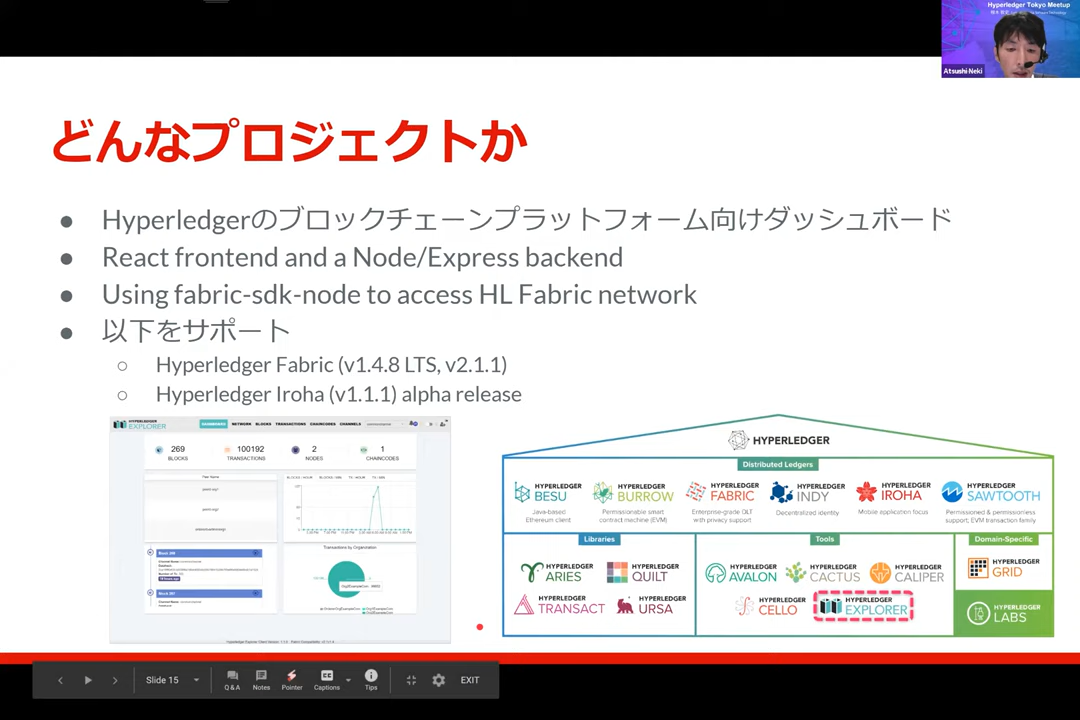 Hyperledger Tokyo Meetup
Atsushi Neki
どんなプロジェクトか
● Hyperledgerのブロックチェーンプラットフォーム向けダッシュボード
● React frontend and a Node/Express backend
● Using fabric-sdk-node to access HL Fabric network
● 以下をサポート
○ Hyperledger Fabric (v1.4.8 LTS, v2.1.1)
○ Hyperledger Iroha (v1.1.1) alpha release
HYPERLEDGER
EXPLORER
DASHBOARD NETWORK BLOCKS TRANSACTIONS CHAINCODES CHANNELS
269
BLOCKS
100192
TRANSACTIONS
2
NODES
1
CHAINCODES
Peer Name
Transactions by Organization
HYPERLEDGER
Distributed Ledgers
HYPERLEDGER
BESU
Java-based
Ethereum client
HYPERLEDGER
BURROW
Permissionable smart
contract machine (EVM)
HYPERLEDGER
FABRIC
Enterprise-grade DLT
with privacy support
HYPERLEDGER
INDY
Decentralized identity
HYPERLEDGER
IROHA
Mobile application focus
HYPERLEDGER
SAWTOOTH
Permissioned & permissionless
support; EVM transaction family
Libraries
HYPERLEDGER
ARIES
HYPERLEDGER
QUILT
HYPERLEDGER
TRANSACT
HYPERLEDGER
URSA
Tools
HYPERLEDGER
AVALON
HYPERLEDGER
CACTUS
HYPERLEDGER
CALIPER
HYPERLEDGER
CELLO
HYPERLEDGER
EXPLORER
Domain-Specific
HYPERLEDGER
GRID
HYPERLEDGER
LABS
Slide 15
Q & A
Notes
Pointer
Captions
Tips
EXIT